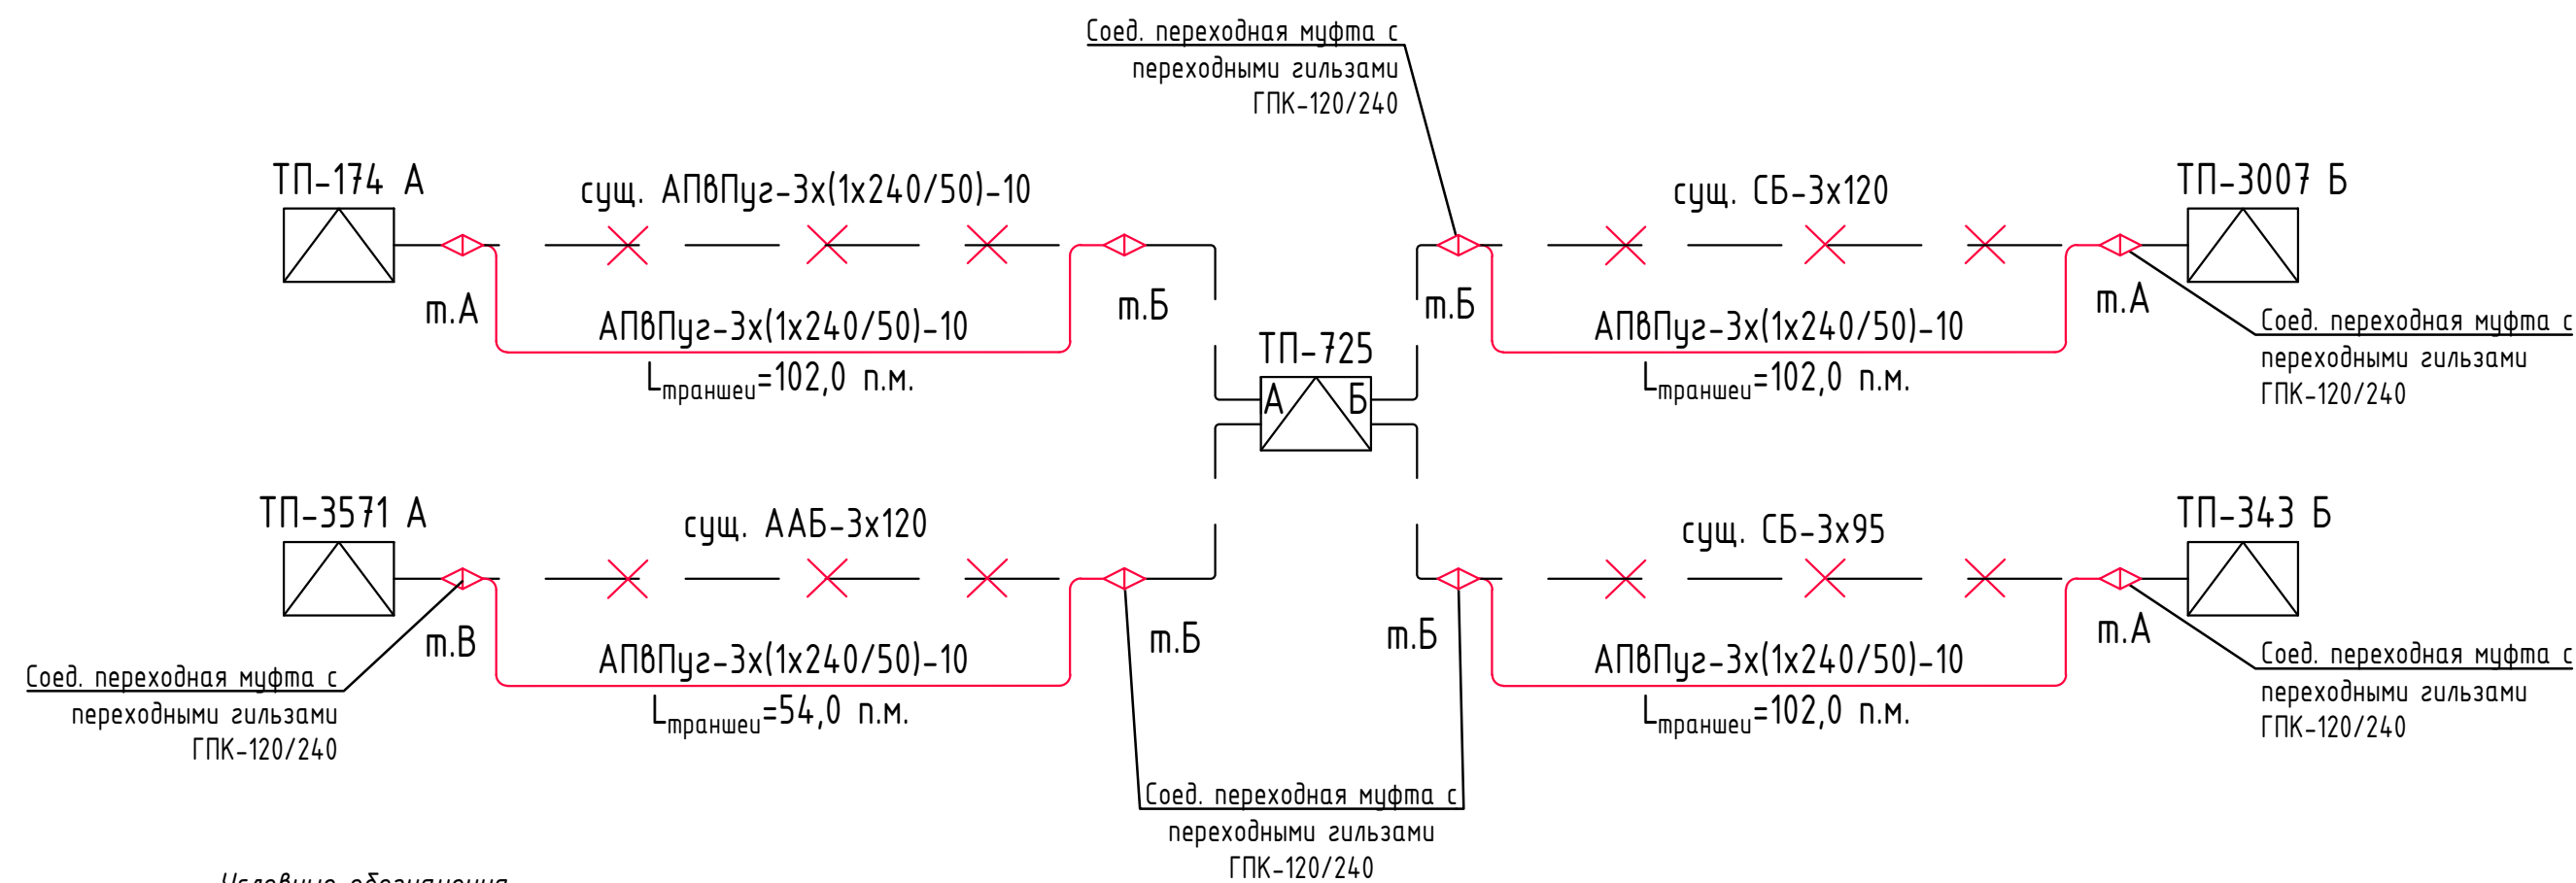 Соед. переходная муфта с
переходными гильзами
ГПК-120/240
ТП-174 А
сущ. АПвПуг-3х(1х240/50)-10
сущ. СБ-3х120
ТП-3007 Б
т.А
т.Б
т.Б
т.А
АПвПуг-3х(1х240/50)-10
Lтраншеи=102,0 п.м.
АПвПуг-3х(1х240/50)-10
Lтраншеи=102,0 п.м.
Соед. переходная муфта с
переходными гильзами
ГПК-120/240
ТП-725
А
Б
ТП-3571 А
сущ. ААБ-3х120
сущ. СБ-3х95
ТП-343 Б
т.В
т.Б
т.Б
т.А
АПвПуг-3х(1х240/50)-10
Lтраншеи=54,0 п.м.
АПвПуг-3х(1х240/50)-10
Lтраншеи=102,0 п.м.
Соед. переходная муфта с
переходными гильзами
ГПК-120/240
Соед. переходная муфта с
переходными гильзами
ГПК-120/240
Соед. переходная муфта с
переходными гильзами
ГПК-120/240
Условные обозначения